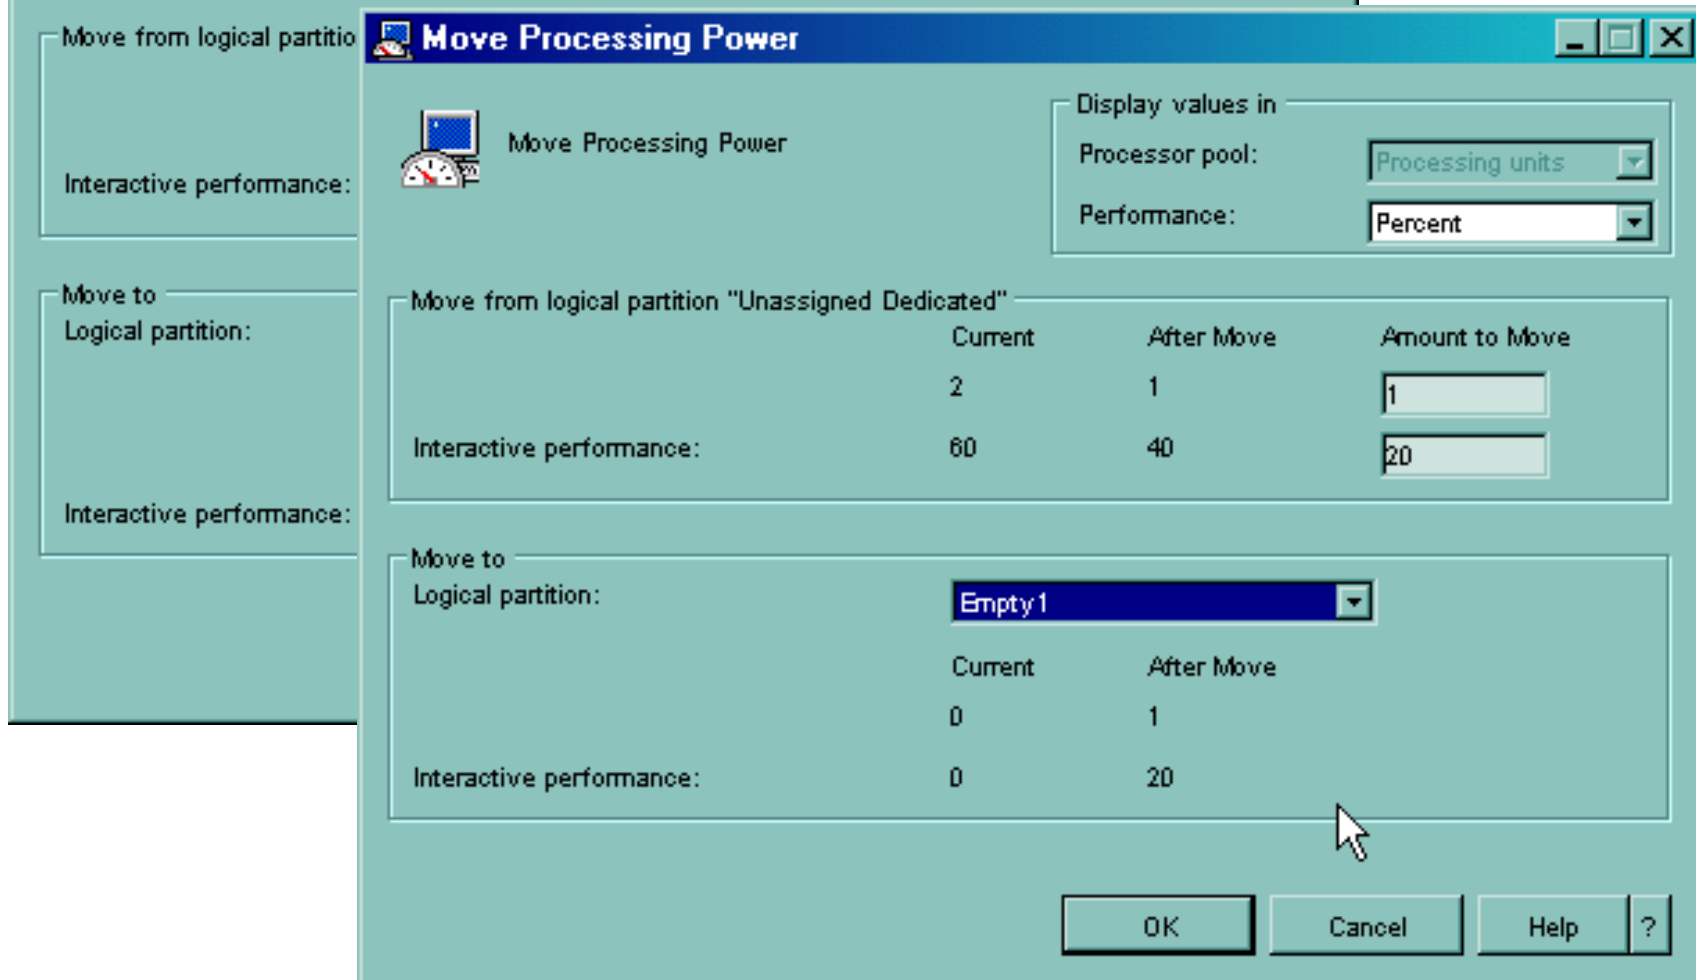 Move from logical partitio
Interactive performance:
Move to
Logical partition:
Interactive performance:
Move Processing Power
Move Processing Power
Display values in
Processor pool: Processing units
Performance: Percent
Move from logical partition "Unassigned Dedicated"
Current After Move Amount to Move
2 1 1
Interactive performance: 60 40 20
Move to
Logical partition: Empty1
Current After Move
0 1
Interactive performance: 0 20
OK Cancel Help ?